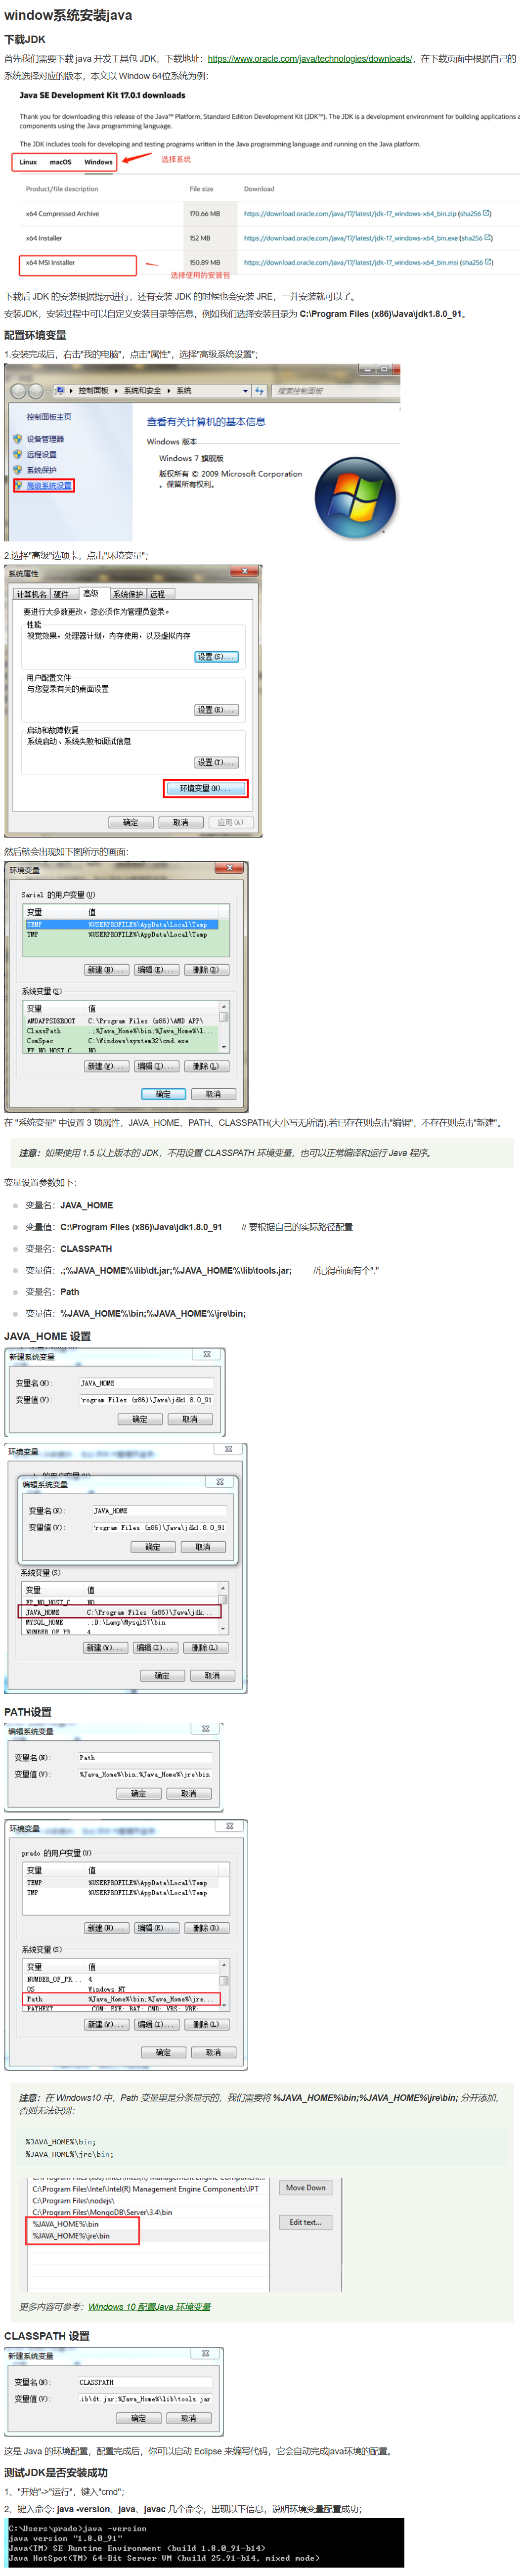 window系统安装java
下载JDK
首先我们需要下载 java 开发工具包 JDK，下载地址：https://www.oracle.com/java/technologies/downloads/，在下载页面中根据自己的
系统选择对应的版本，本文以 Window 64位系统为例：
Java SE Development Kit 17.0.1 downloads
Thank you for downloading this release of the Java™ Platform, Standard Edition Development Kit (JDK™). The JDK is a development environment for building applications a
components using the Java programming language.
The JDK includes tools for developing and testing programs written in the Java programming language and running on the Java platform.
Linux macOS Windows 选择系统
Product/file description File size Download
x64 Compressed Archive 170.66 MB https://download.oracle.com/java/17/latest/jdk-17_windows-x64_bin.zip (sha256)
x64 Installer 152 MB https://download.oracle.com/java/17/latest/jdk-17_windows-x64_bin.exe (sha256)
x64 MSI Installer 150.89 MB https://download.oracle.com/java/17/latest/jdk-17_windows-x64_bin.msi (sha256)
选择使用的安装包
下载后 JDK 的安装根据提示进行，还有安装 JDK 的时候也会安装 JRE，一并安装就可以了。
安装JDK，安装过程中可以自定义安装目录等信息，例如我们选择安装目录为 C:\Program Files (x86)\Java\jdk1.8.0_91。
配置环境变量
1.安装完成后，右击"我的电脑"，点击"属性"，选择"高级系统设置"；
控制面板 系统和安全 系统 搜索控制面板
控制面板主页
设备管理器
远程设置
系统保护
高级系统设置
查看有关计算机的基本信息
Windows 版本
Windows 7 旗舰版
版权所有 © 2009 Microsoft Corporation
。保留所有权利。
2.选择"高级"选项卡，点击"环境变量"；
系统属性
计算机名 硬件 高级 系统保护 远程
要进行大多数更改，您必须作为管理员登录。
性能
视觉效果，处理器计划，内存使用，以及虚拟内存
设置(S)...
用户配置文件
与您登录有关的桌面设置
设置(E)...
启动和故障恢复
系统启动、系统失败和调试信息
设置(T)...
环境变量(N)...
确定 取消 应用(A)
然后就会出现如下图所示的画面：
环境变量
Sariel 的用户变量(U)
变量 值
TEMP %USERPROFILE%\AppData\Local\Temp
TMP %USERPROFILE%\AppData\Local\Temp
新建(N)... 编辑(E)... 删除(D)
系统变量(S)
变量 值
AMDAPPSDKROOT C:\Program Files (x86)\AMD APP\
ClassPath .;%Java_Home%\bin;%Java_Home%\l...
ComSpec C:\Windows\system32\cmd.exe
FP_NO_HOST_C... NO
新建(W)... 编辑(I)... 删除(L)
确定 取消
在 "系统变量" 中设置 3 项属性，JAVA_HOME、PATH、CLASSPATH(大小写无所谓),若已存在则点击"编辑"，不存在则点击"新建"。
注意：如果使用 1.5 以上版本的 JDK，不用设置 CLASSPATH 环境变量，也可以正常编译和运行 Java 程序。
变量设置参数如下：
变量名：JAVA_HOME
变量值：C:\Program Files (x86)\Java\jdk1.8.0_91 // 要根据自己的实际路径配置
变量名：CLASSPATH
变量值：.;%JAVA_HOME%\lib\dt.jar;%JAVA_HOME%\lib\tools.jar; //记得前面有个"."
变量名：Path
变量值：%JAVA_HOME%\bin;%JAVA_HOME%\jre\bin;
JAVA_HOME 设置
新建系统变量
变量名(N): JAVA_HOME
变量值(V): rogram Files (x86)\Java\jdk1.8.0_91
确定 取消
环境变量
编辑系统变量
变量名(N): JAVA_HOME
变量值(V): rogram Files (x86)\Java\jdk1.8.0_91
确定 取消
系统变量(S)
变量 值
FP_NO_HOST_C... NO
JAVA_HOME C:\Program Files (x86)\Java\jdk...
MYSQL_HOME .;D:\Lamp\Mysql57\bin
NUMBER_OF_PR... 4
新建(W)... 编辑(I)... 删除(L)
确定 取消
PATH设置
编辑系统变量
变量名(N): Path
变量值(V): %Java_Home%\bin;%Java_Home%\jre\bin
确定 取消
环境变量
prado 的用户变量(U)
变量 值
TEMP %USERPROFILE%\AppData\Local\Temp
TMP %USERPROFILE%\AppData\Local\Temp
新建(N)... 编辑(E)... 删除(D)
系统变量(S)
变量 值
NUMBER_OF_PR... 4
OS Windows_NT
Path %Java_Home%\bin;%Java_Home%\jre...
PATHEXT .COM;.EXE;.BAT;.CMD;.VBS;.VBE;
新建(W)... 编辑(I)... 删除(L)
确定 取消
注意：在 Windows10 中，Path 变量里是分条显示的，我们需要将 %JAVA_HOME%\bin;%JAVA_HOME%\jre\bin; 分开添加，
否则无法识别：
%JAVA_HOME%\bin;
%JAVA_HOME%\jre\bin;
C:\Program Files\Intel\Intel(R) Management Engine Components\IPT
C:\Program Files\nodejs\
C:\Program Files\MongoDB\Server\3.4\bin
%JAVA_HOME%\bin
%JAVA_HOME%\jre\bin
Move Down
Edit text...
更多内容可参考：Windows 10 配置Java 环境变量
CLASSPATH 设置
新建系统变量
变量名(N): CLASSPATH
变量值(V): .ib\dt.jar;%Java_Home%\lib\tools.jar
确定 取消
这是 Java 的环境配置，配置完成后，你可以启动 Eclipse 来编写代码，它会自动完成java环境的配置。
测试JDK是否安装成功
1、"开始"->"运行"，键入"cmd"；
2、键入命令: java -version、java、javac 几个命令，出现以下信息，说明环境变量配置成功；
C:\Users\prado>java -version
java version "1.8.0_91"
Java(TM) SE Runtime Environment (build 1.8.0_91-b14)
Java HotSpot(TM) 64-Bit Server VM (build 25.91-b14, mixed mode)